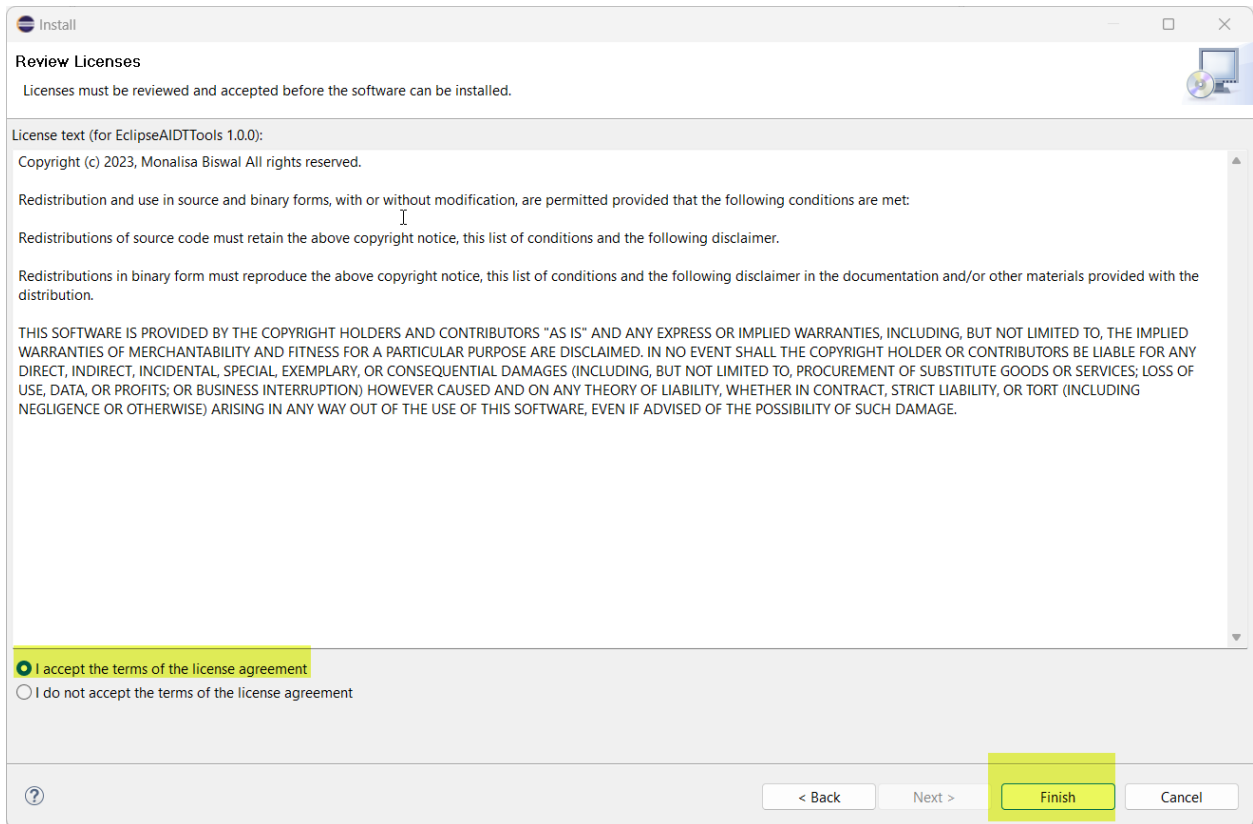 Install
Review Licenses
Licenses must be reviewed and accepted before the software can be installed.
License text (for EclipseAIDTTools 1.0.0):
Copyright (c) 2023, Monalisa Biswal All rights reserved.
Redistribution and use in source and binary forms, with or without modification, are permitted provided that the following conditions are met:
Redistributions of source code must retain the above copyright notice, this list of conditions and the following disclaimer.
Redistributions in binary form must reproduce the above copyright notice, this list of conditions and the following disclaimer in the documentation and/or other materials provided with the
distribution.
THIS SOFTWARE IS PROVIDED BY THE COPYRIGHT HOLDERS AND CONTRIBUTORS "AS IS" AND ANY EXPRESS OR IMPLIED WARRANTIES, INCLUDING, BUT NOT LIMITED TO, THE IMPLIED
WARRANTIES OF MERCHANTABILITY AND FITNESS FOR A PARTICULAR PURPOSE ARE DISCLAIMED. IN NO EVENT SHALL THE COPYRIGHT HOLDER OR CONTRIBUTORS BE LIABLE FOR ANY
DIRECT, INDIRECT, INCIDENTAL, SPECIAL, EXEMPLARY, OR CONSEQUENTIAL DAMAGES (INCLUDING, BUT NOT LIMITED TO, PROCUREMENT OF SUBSTITUTE GOODS OR SERVICES; LOSS OF
USE, DATA, OR PROFITS; OR BUSINESS INTERRUPTION) HOWEVER CAUSED AND ON ANY THEORY OF LIABILITY, WHETHER IN CONTRACT, STRICT LIABILITY, OR TORT (INCLUDING
NEGLIGENCE OR OTHERWISE) ARISING IN ANY WAY OUT OF THE USE OF THIS SOFTWARE, EVEN IF ADVISED OF THE POSSIBILITY OF SUCH DAMAGE.
I accept the terms of the license agreement
I do not accept the terms of the license agreement
? < Back Next > Finish Cancel